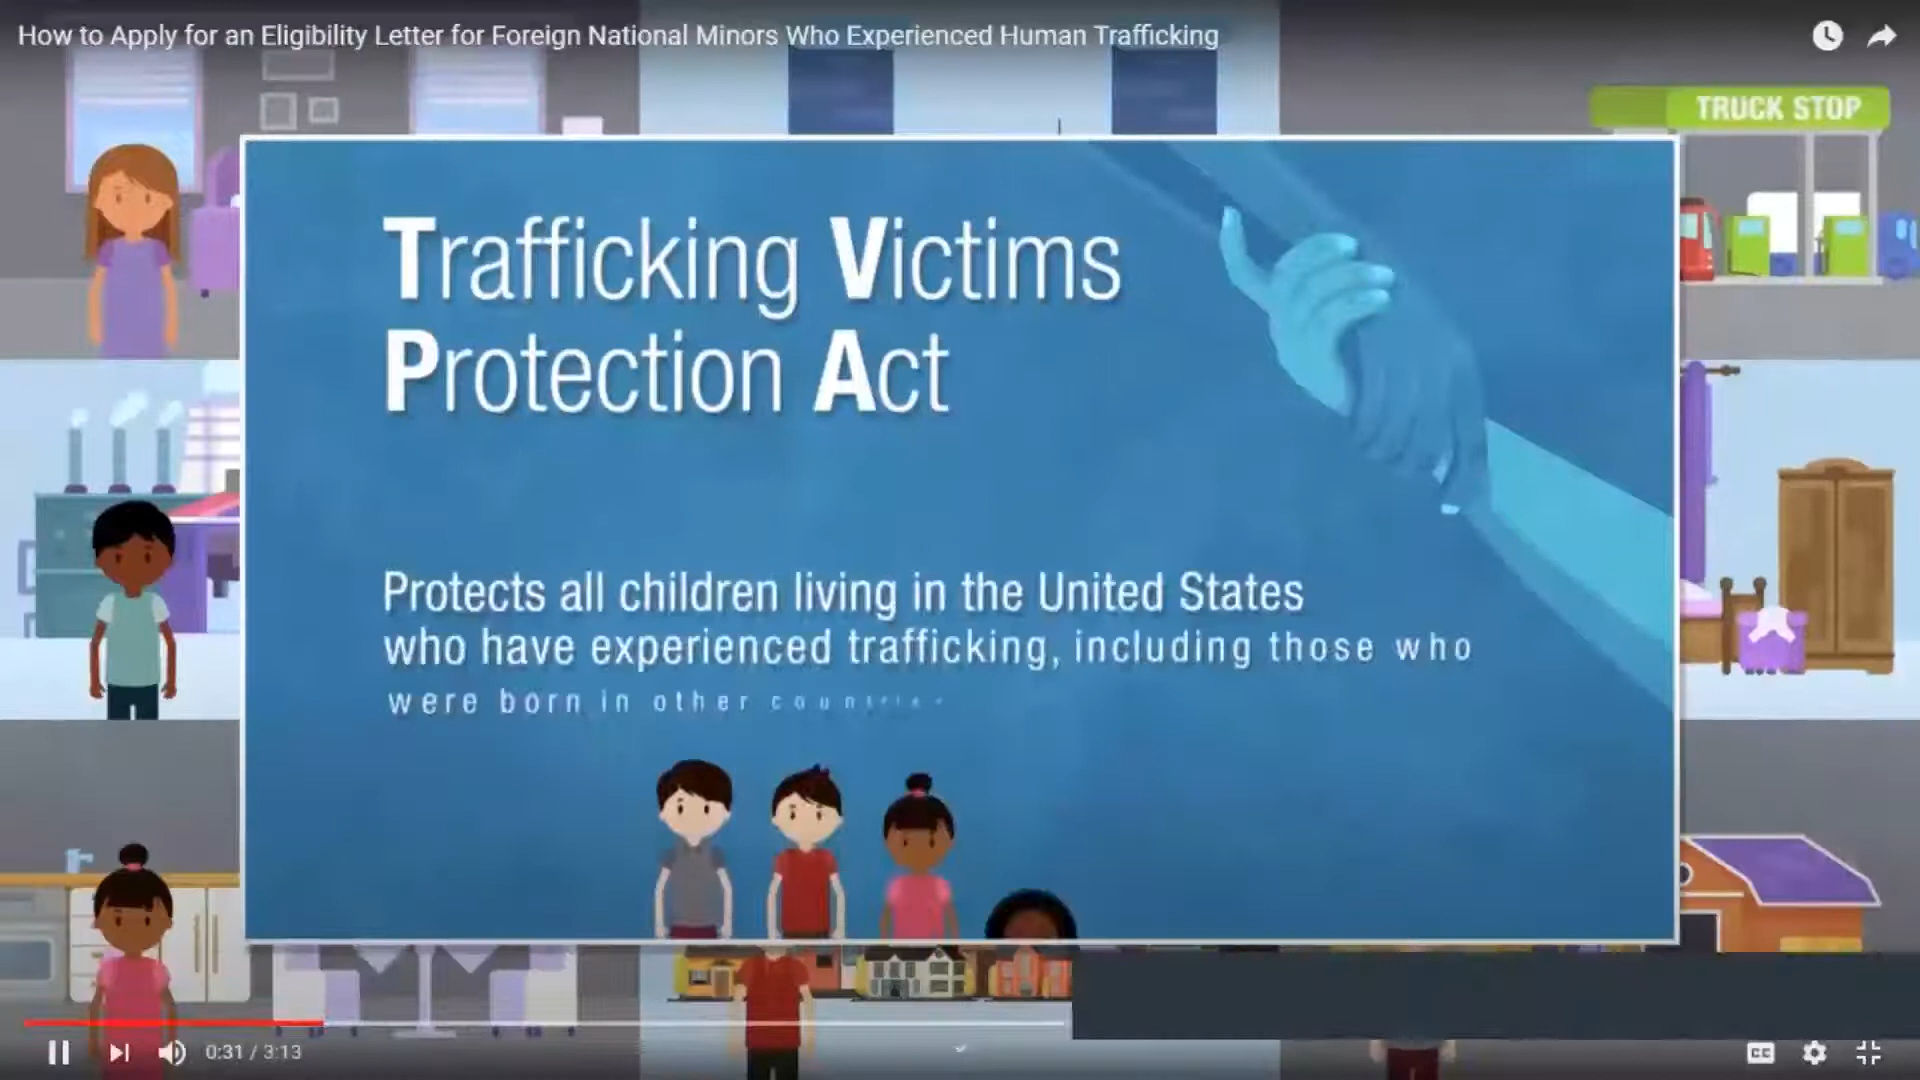 How to Apply for an Eligibility Letter for Foreign National Minors Who Experienced Human Trafficking
TRUCK STOP
Trafficking Victims
Protection Act
Protects all children living in the United States
who have experienced trafficking, including those who
were born in other countries
0:31 / 3:13
CC